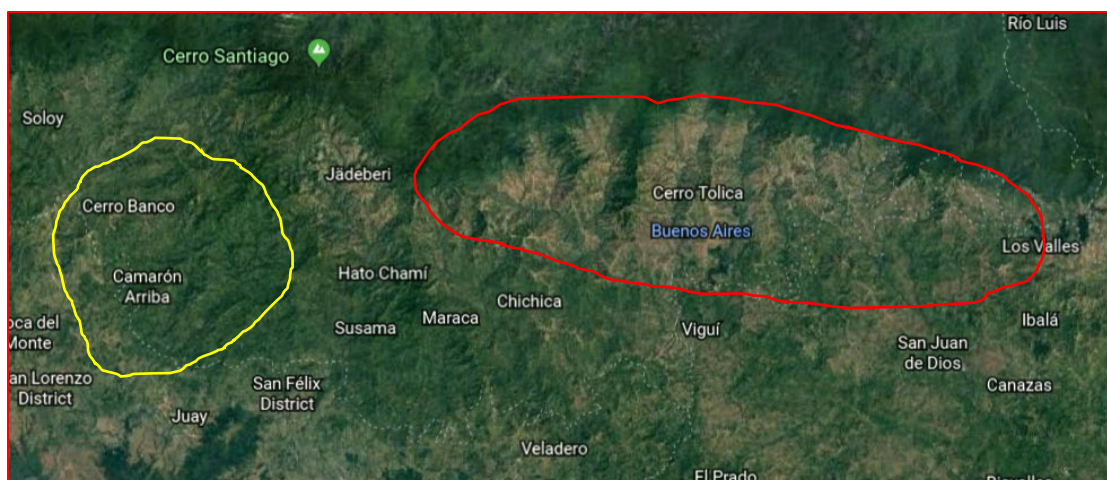 Río Luis
Cerro Santiago
Soloy
Jädeberi
Cerro Tolica
Cerro Banco
Buenos Aires
Los Valles
Camarón
Arriba
Hato Chamí
Chichica
Maraca
Susama
Viguí
Ibalá
oca del
Monte
San Juan
de Dios
an Lorenzo
District
San Félix
District
Canazas
Juay
Veladero
El Prado